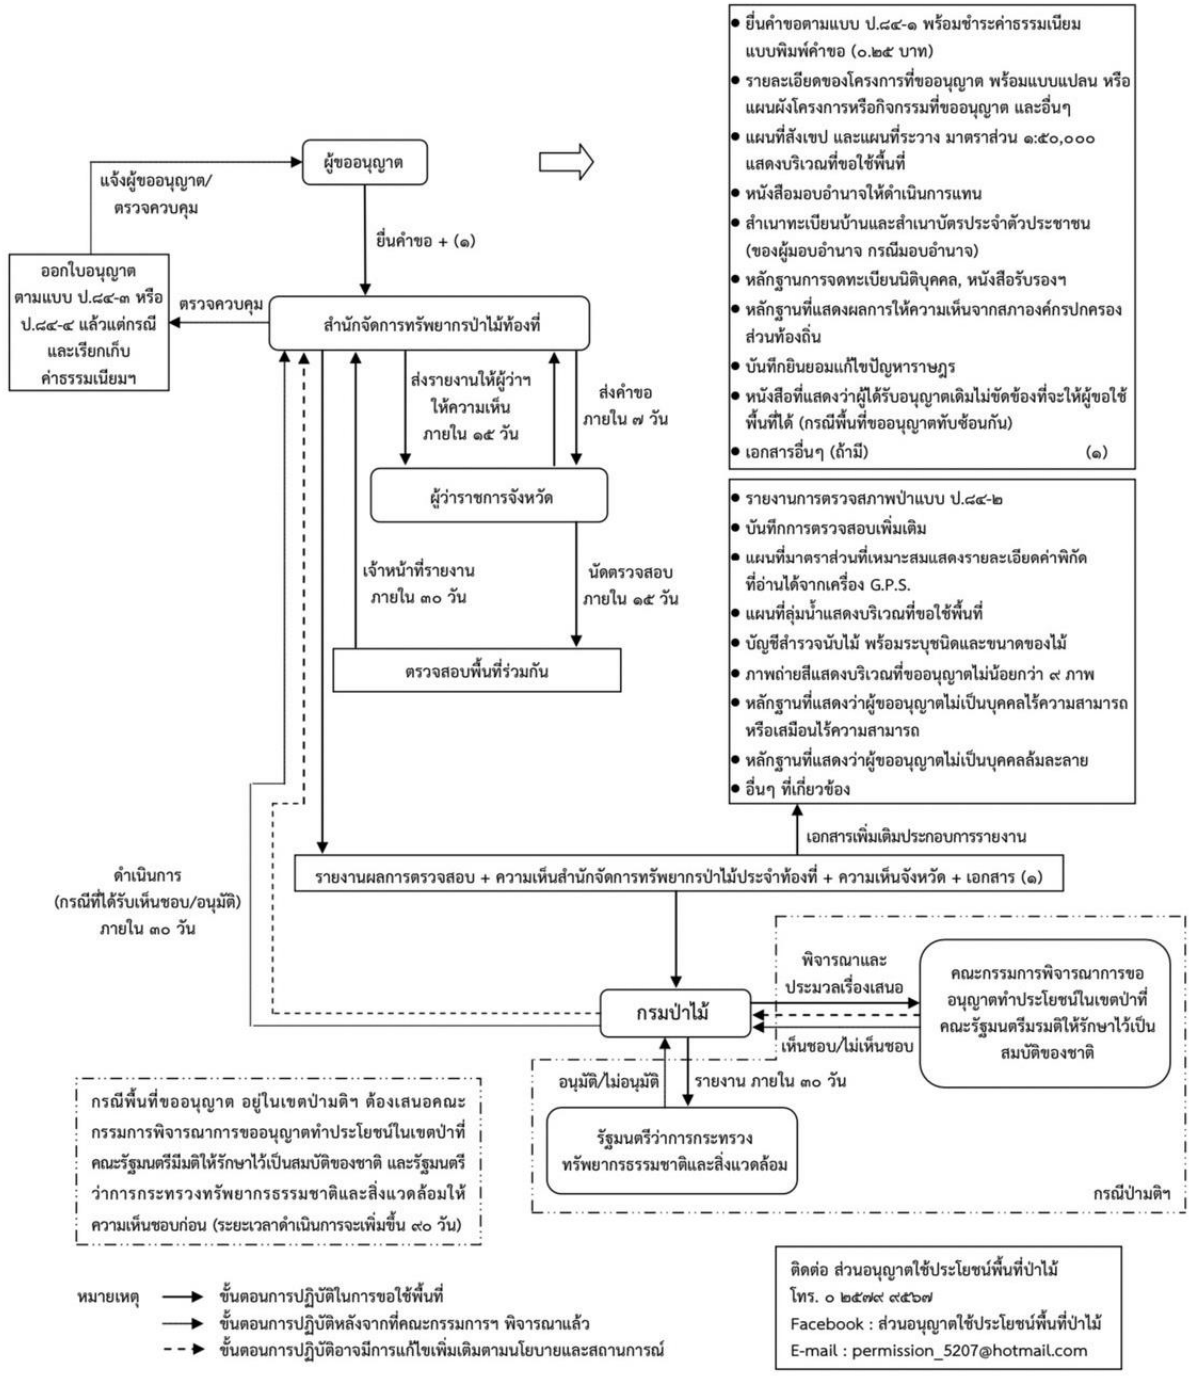 ● ยื่นคำขอตามแบบ ป.๘๔-๑ พร้อมชำระค่าธรรมเนียม
แบบพิมพ์คำขอ (๐.๒๕ บาท)
● รายละเอียดของโครงการที่ขออนุญาต พร้อมแบบแปลน หรือ
แผนผังโครงการหรือกิจกรรมที่ขออนุญาต และอื่นๆ
● แผนที่สังเขป และแผนที่ระวาง มาตราส่วน ๑:๕๐,๐๐๐
แสดงบริเวณที่ขอใช้พื้นที่
● หนังสือมอบอำนาจให้ดำเนินการแทน
● สำเนาทะเบียนบ้านและสำเนาบัตรประจำตัวประชาชน
(ของผู้มอบอำนาจ กรณีมอบอำนาจ)
● หลักฐานการจดทะเบียนนิติบุคคล, หนังสือรับรองฯ
● หลักฐานที่แสดงผลการให้ความเห็นจากสภาองค์กรปกครอง
ส่วนท้องถิ่น
● บันทึกยินยอมแก้ไขปัญหาราษฎร
● หนังสือที่แสดงว่าผู้ได้รับอนุญาตเดิมไม่ขัดข้องที่จะให้ผู้ขอใช้
พื้นที่ได้ (กรณีพื้นที่ขออนุญาตทับซ้อนกัน)
● เอกสารอื่นๆ (ถ้ามี) (๑)
ผู้ขออนุญาต
แจ้งผู้ขออนุญาต/
ตรวจควบคุม
ยื่นคำขอ + (๑)
ออกใบอนุญาต
ตามแบบ ป.๘๔-๓ หรือ
ป.๘๔-๔ แล้วแต่กรณี
และเรียกเก็บ
ค่าธรรมเนียมฯ
ตรวจควบคุม
สำนักจัดการทรัพยากรป่าไม้ท้องที่
ส่งรายงานให้ผู้ว่าฯ
ให้ความเห็น
ภายใน ๑๕ วัน
ส่งคำขอ
ภายใน ๗ วัน
ผู้ว่าราชการจังหวัด
เจ้าหน้าที่รายงาน
ภายใน ๓๐ วัน
นัดตรวจสอบ
ภายใน ๑๕ วัน
ตรวจสอบพื้นที่ร่วมกัน
● รายงานการตรวจสภาพป่าแบบ ป.๘๔-๒
● บันทึกการตรวจสอบเพิ่มเติม
● แผนที่มาตราส่วนที่เหมาะสมแสดงรายละเอียดค่าพิกัด
ที่อ่านได้จากเครื่อง G.P.S.
● แผนที่ลุ่มน้ำแสดงบริเวณที่ขอใช้พื้นที่
● บัญชีสำรวจนับไม้ พร้อมระบุชนิดและขนาดของไม้
● ภาพถ่ายสีแสดงบริเวณที่ขออนุญาตไม่น้อยกว่า ๙ ภาพ
● หลักฐานที่แสดงว่าผู้ขออนุญาตไม่เป็นบุคคลไร้ความสามารถ
หรือเสมือนไร้ความสามารถ
● หลักฐานที่แสดงว่าผู้ขออนุญาตไม่เป็นบุคคลล้มละลาย
● อื่นๆ ที่เกี่ยวข้อง
เอกสารเพิ่มเติมประกอบการรายงาน
รายงานผลการตรวจสอบ + ความเห็นสำนักจัดการทรัพยากรป่าไม้ประจำท้องที่ + ความเห็นจังหวัด + เอกสาร (๑)
ดำเนินการ
(กรณีที่ได้รับเห็นชอบ/อนุมัติ)
ภายใน ๓๐ วัน
กรมป่าไม้
พิจารณาและ
ประมวลเรื่องเสนอ
เห็นชอบ/ไม่เห็นชอบ
คณะกรรมการพิจารณาการขอ
อนุญาตทำประโยชน์ในเขตป่าที่
คณะรัฐมนตรีมรมติให้รักษาไว้เป็น
สมบัติของชาติ
อนุมัติ/ไม่อนุมัติ
รายงาน ภายใน ๓๐ วัน
รัฐมนตรีว่าการกระทรวง
ทรัพยากรธรรมชาติและสิ่งแวดล้อม
กรณีป่ามติฯ
กรณีพื้นที่ขออนุญาต อยู่ในเขตป่ามติฯ ต้องเสนอคณะ
กรรมการพิจารณาการขออนุญาตทำประโยชน์ในเขตป่าที่
คณะรัฐมนตรีมีมติให้รักษาไว้เป็นสมบัติของชาติ และรัฐมนตรี
ว่าการกระทรวงทรัพยากรธรรมชาติและสิ่งแวดล้อมให้
ความเห็นชอบก่อน (ระยะเวลาดำเนินการจะเพิ่มขึ้น ๙๐ วัน)
หมายเหตุ ขั้นตอนการปฏิบัติในการขอใช้พื้นที่
ขั้นตอนการปฏิบัติหลังจากที่คณะกรรมการฯ พิจารณาแล้ว
ขั้นตอนการปฏิบัติอาจมีการแก้ไขเพิ่มเติมตามนโยบายและสถานการณ์
ติดต่อ ส่วนอนุญาตใช้ประโยชน์พื้นที่ป่าไม้
โทร. ๐ ๒๕๗๙ ๙๕๖๗
Facebook : ส่วนอนุญาตใช้ประโยชน์พื้นที่ป่าไม้
E-mail : permission_5207@hotmail.com